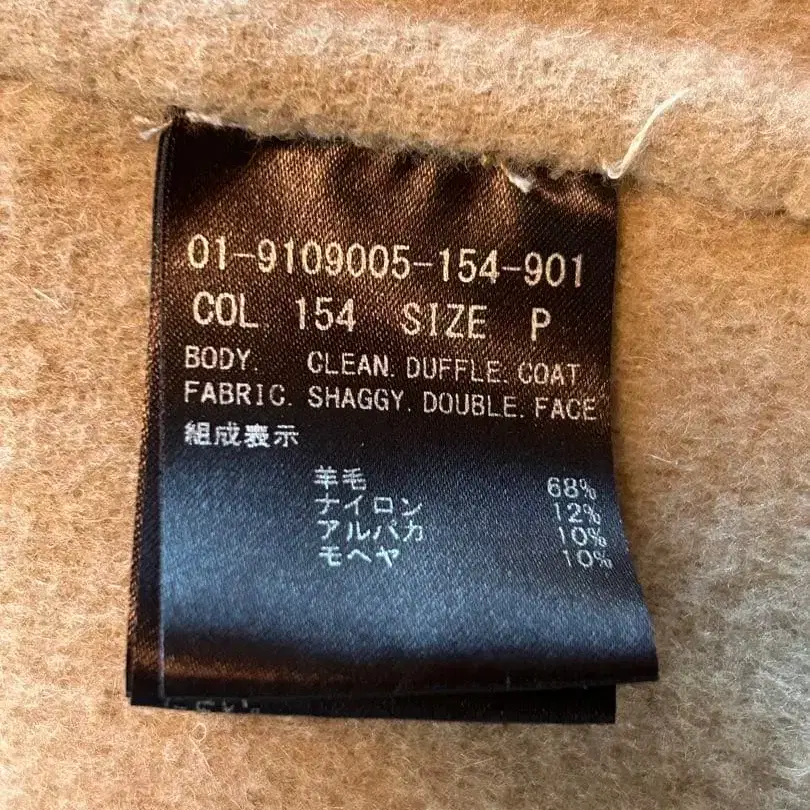 01-9109005-154-901
COL 154 SIZE P
BODY. CLEAN. DUFFLE. COAT
FABRIC. SHAGGY. DOUBLE. FACE
組成表示
羊毛 68%
ナイロン 12%
アルパカ 10%
モヘヤ 10%